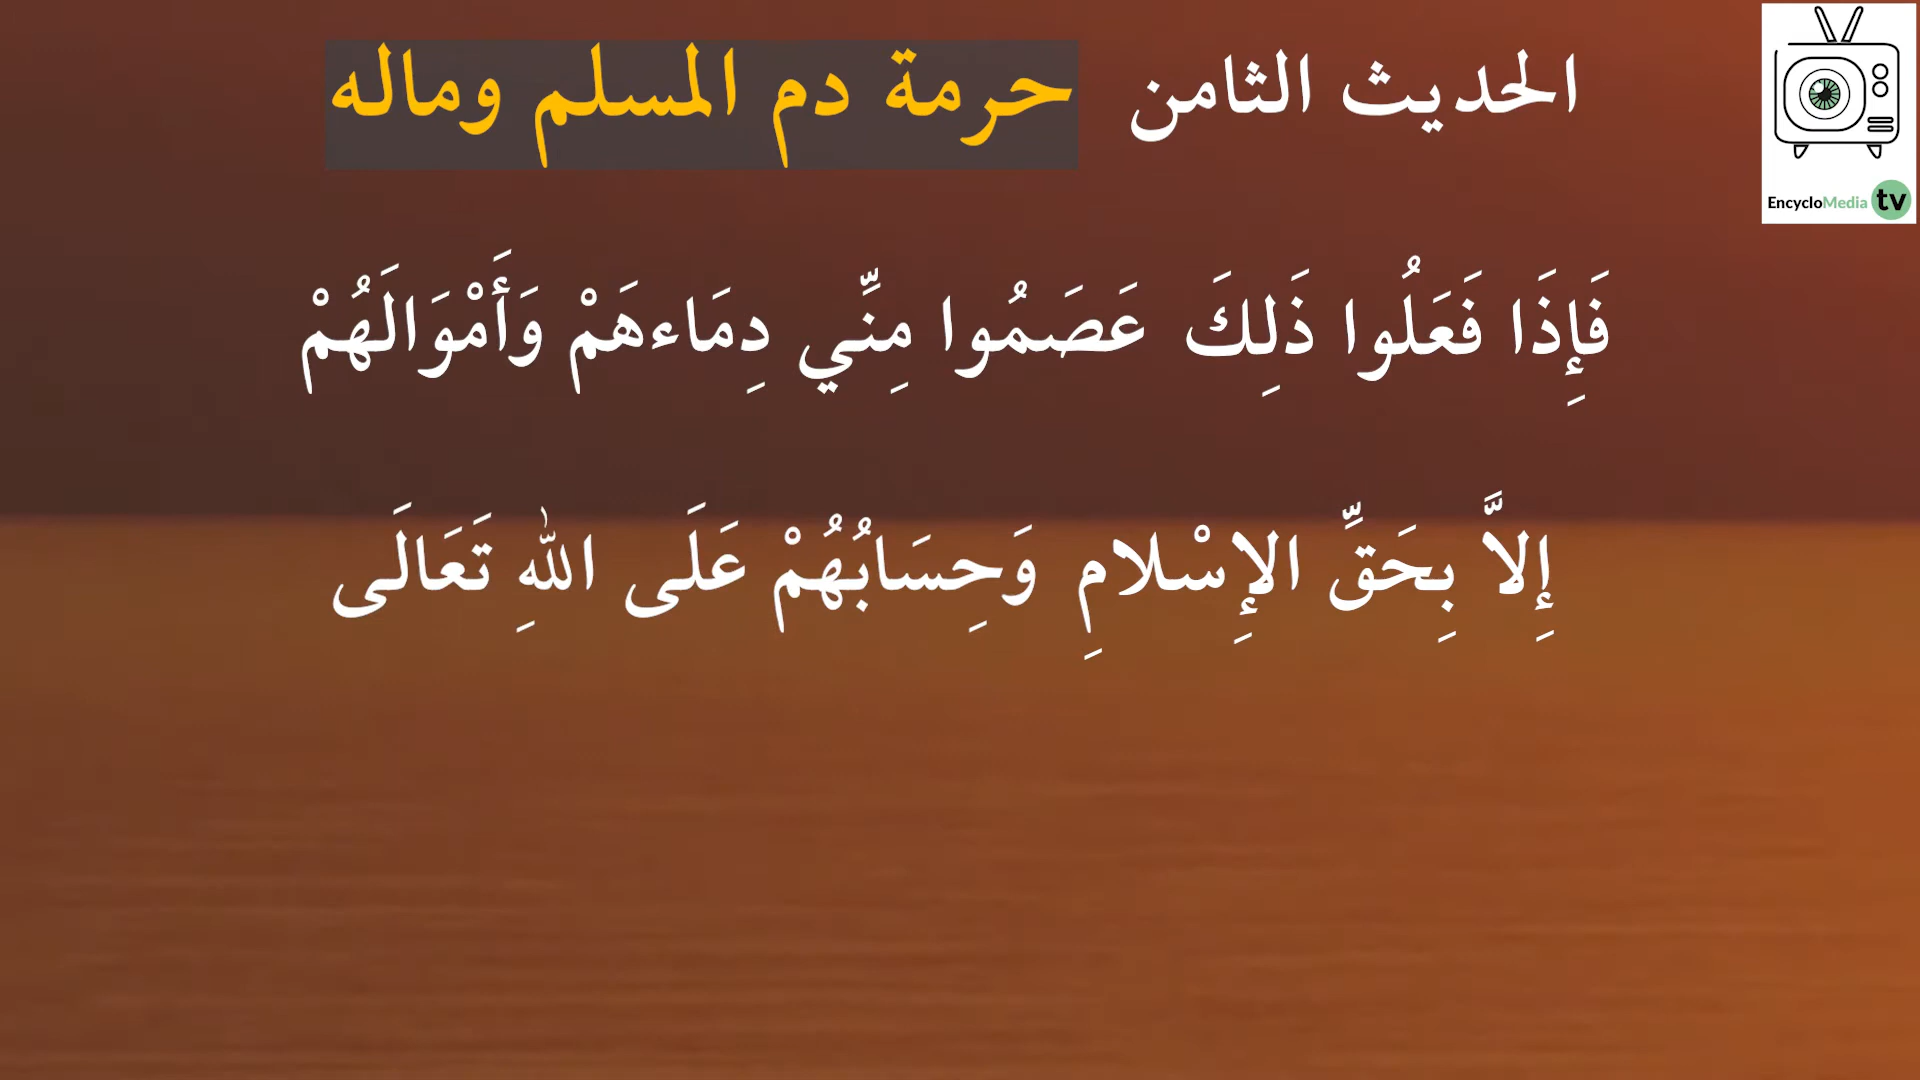 الحديث الثامن حرمة دم المسلم وماله
فَإِذَا فَعَلُوا ذَلِكَ عَصَمُوا مِنِّي دِمَاءهَمْ وَأَمْوَالَهُمْ
إِلاَّ بِحَقِّ الإِسْلامِ وَحِسَابُهُمْ عَلَى اللهِ تَعَالَى
EncycloMedia tv